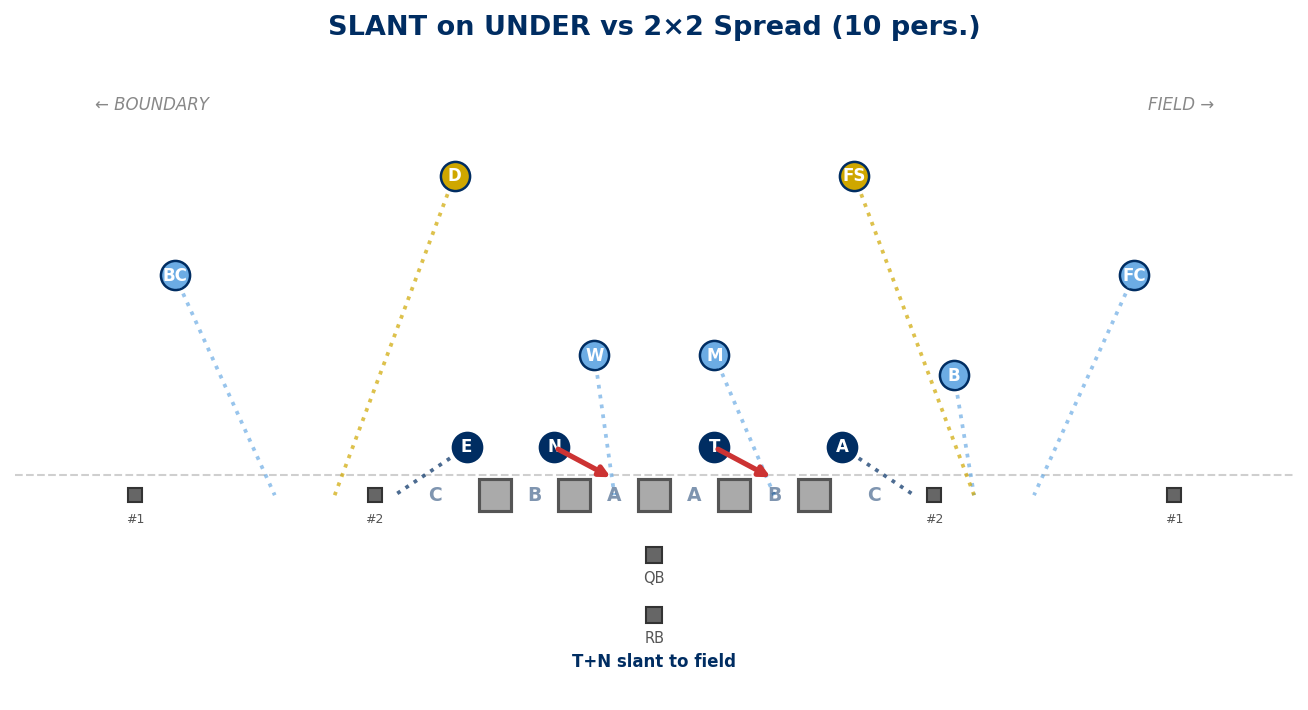 SLANT on UNDER vs 2×2 Spread (10 pers.)
← BOUNDARY
FIELD →
D
FS
BC
FC
W
M
B
E
N
T
A
C
B
A
A
B
C
#1
#2
#2
#1
QB
RB
T+N slant to field